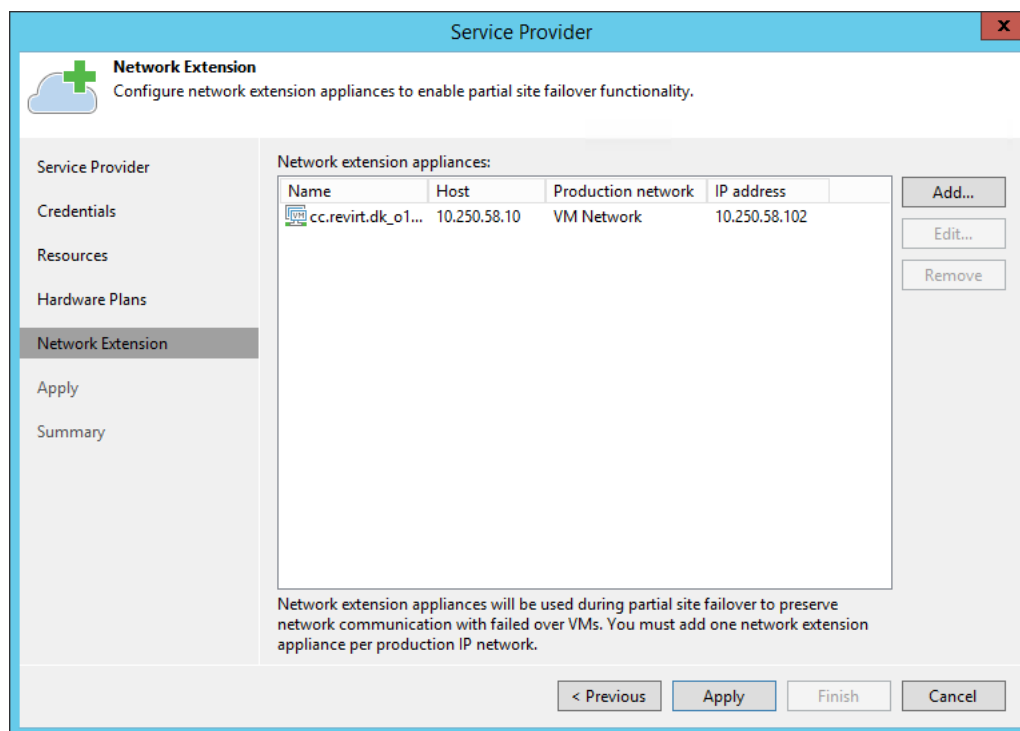 Service Provider
x
Network Extension
Configure network extension appliances to enable partial site failover functionality.
Service Provider
Credentials
Resources
Hardware Plans
Network Extension
Apply
Summary
Network extension appliances:
Name Host Production network IP address
VM cc.revirt.dk_o1... 10.250.58.10 VM Network 10.250.58.102
Add...
Edit...
Remove
Network extension appliances will be used during partial site failover to preserve
network communication with failed over VMs. You must add one network extension
appliance per production IP network.
< Previous Apply Finish Cancel